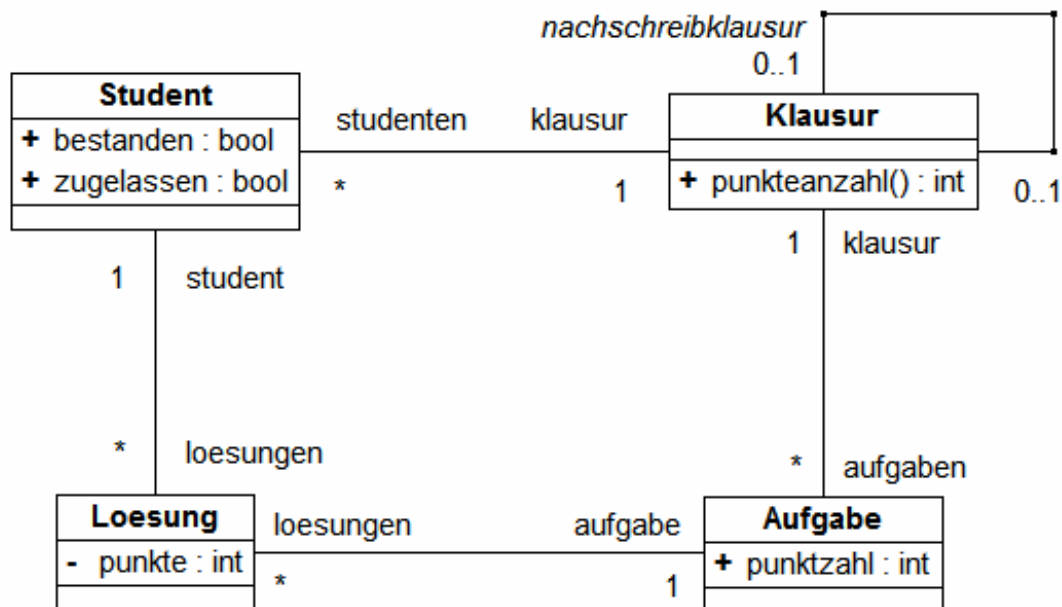 nachschreibklausur
0..1
Student
+ bestanden : bool
+ zugelassen : bool
studenten
klausur
*
1
Klausur
+ punkteanzahl() : int
0..1
1
student
1
klausur
*
loesungen
*
aufgaben
Loesung
- punkte : int
loesungen
aufgabe
*
1
Aufgabe
+ punktzahl : int